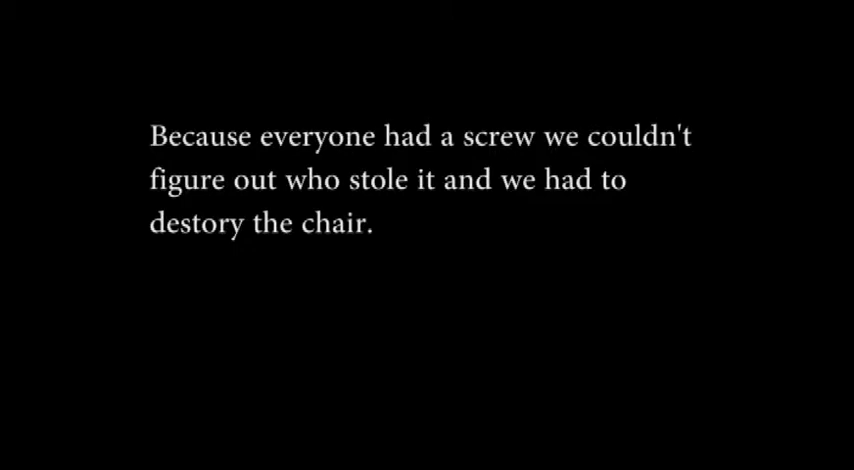 Because everyone had a screw we couldn't
figure out who stole it and we had to
destory the chair.